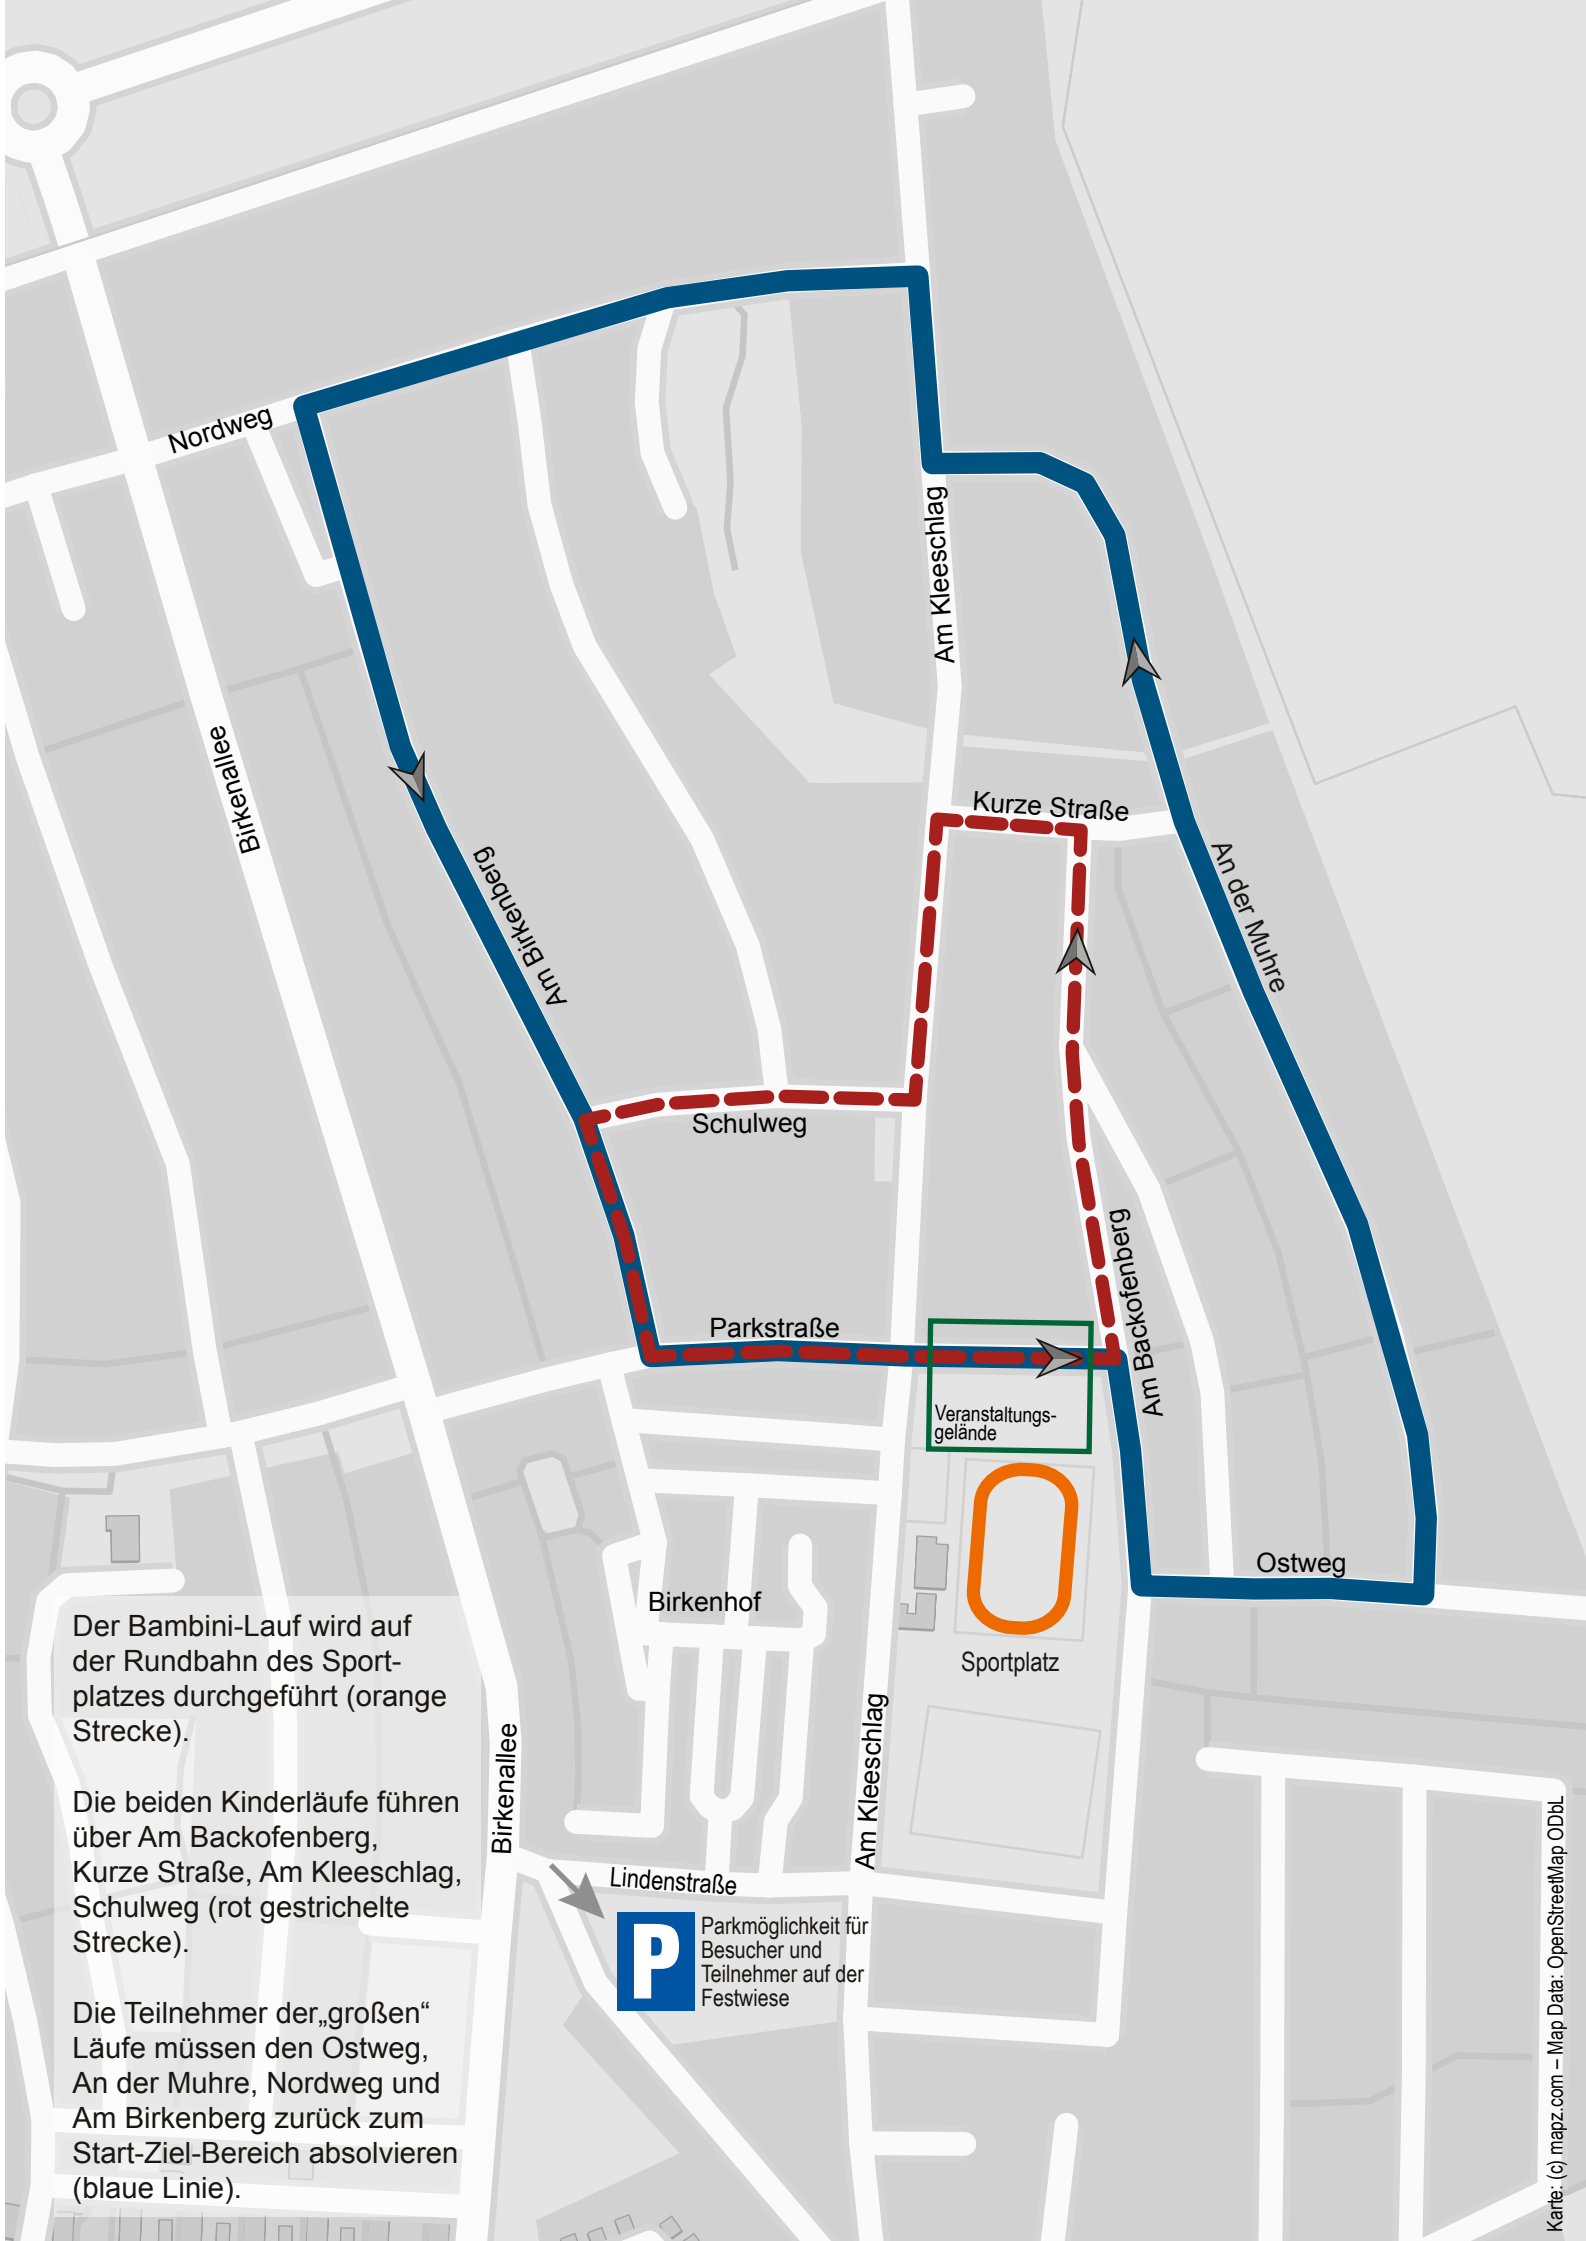 Nordweg
Am Kleeschlag
Birkenallee
Kurze Straße
An der Muhre
Am Birkenberg
Schulweg
Am Backofenberg
Parkstraße
Veranstaltungs-
gelände
Ostweg
Birkenhof
Sportplatz
Der Bambini-Lauf wird auf
der Rundbahn des Sport-
platzes durchgeführt (orange
Strecke).
Die beiden Kinderläufe führen
über Am Backofenberg,
Kurze Straße, Am Kleeschlag,
Schulweg (rot gestrichelte
Strecke).
Die Teilnehmer der„großen“
Läufe müssen den Ostweg,
An der Muhre, Nordweg und
Am Birkenberg zurück zum
Start-Ziel-Bereich absolvieren
(blaue Linie).
Birkenallee
Am Kleeschlag
Lindenstraße
P
Parkmöglichkeit für
Besucher und
Teilnehmer auf der
Festwiese
Karte: (c) mapz.com – Map Data: OpenStreetMap ODbL